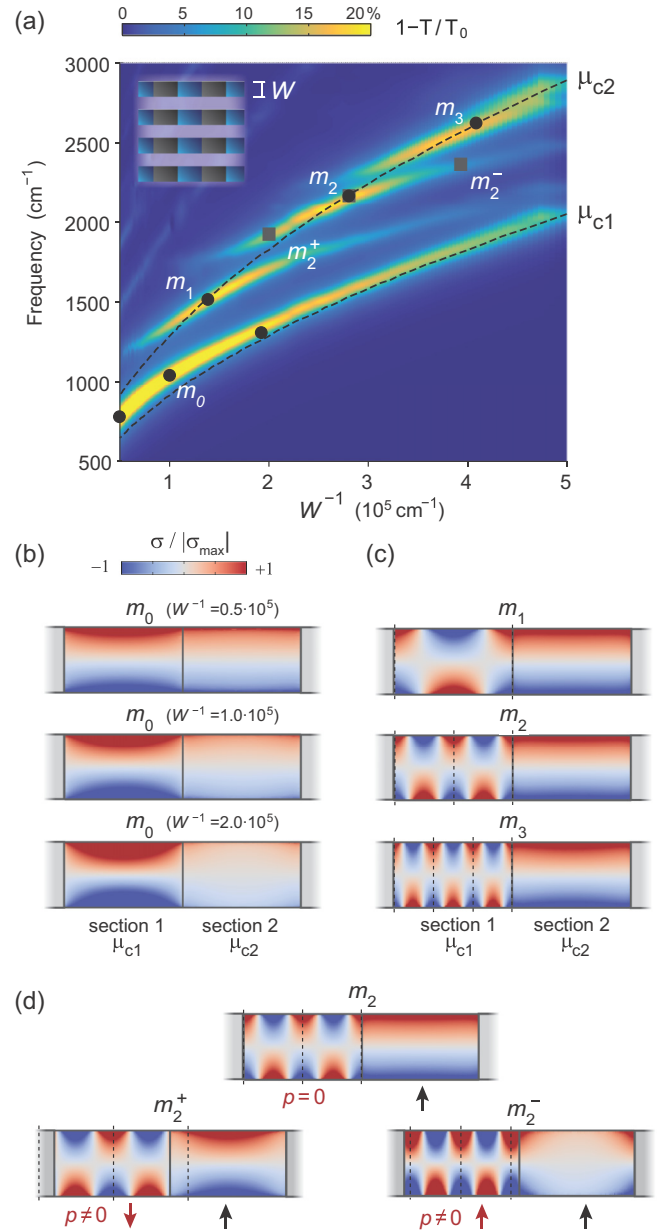 (a)
0 5 10 15 20% 1−T/T₀
3000
2500
2000
1500
1000
500
Frequency (cm⁻¹)
W
m₃
m₂
m₂⁻
m₂⁺
m₁
m₀
μc2
μc1
1 2 3 4 5
W⁻¹ (10⁵ cm⁻¹)
(b)
σ / |σmax|
−1 +1
m₀ (W⁻¹ =0.5·10⁵)
m₀ (W⁻¹ =1.0·10⁵)
m₀ (W⁻¹ =2.0·10⁵)
section 1 section 2
μc1 μc2
(c)
m₁
m₂
m₃
section 1 section 2
μc1 μc2
(d)
m₂
p = 0
m₂⁺
p ≠ 0
m₂⁻
p ≠ 0